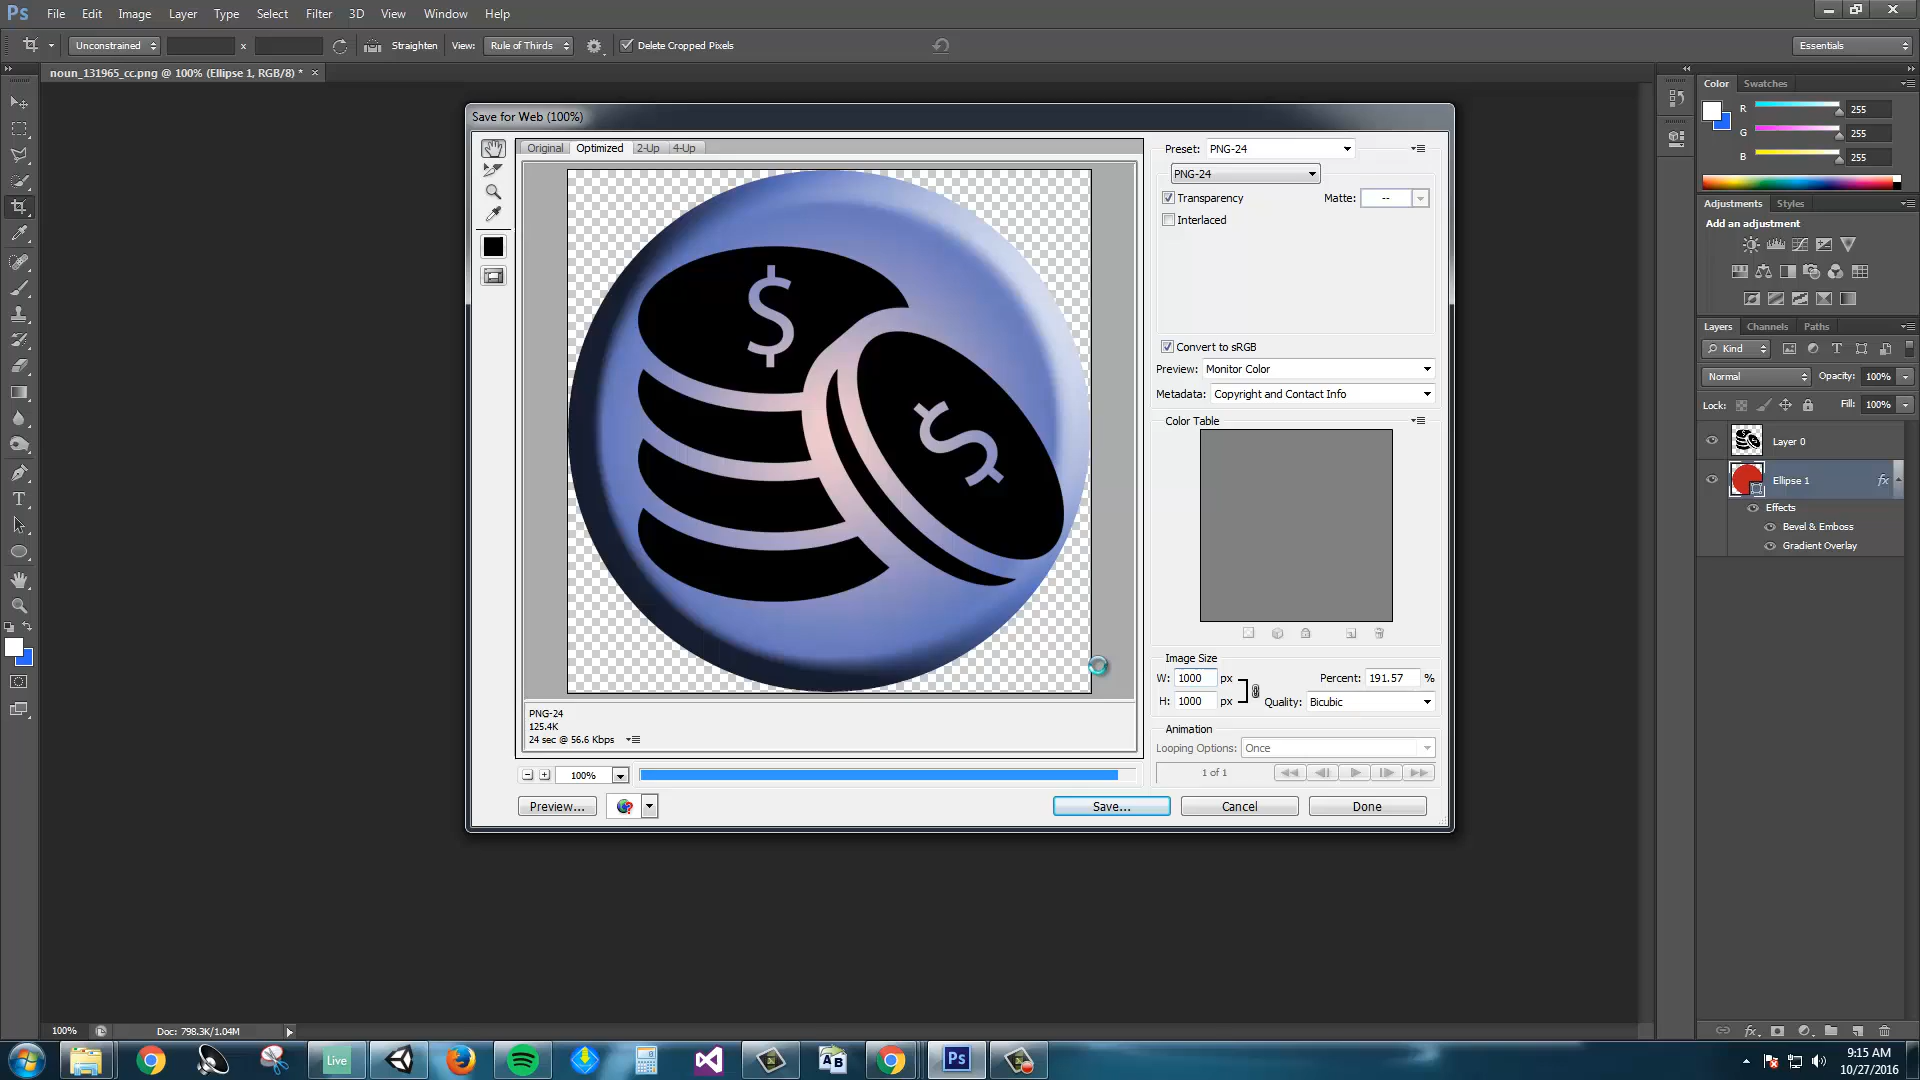 Ps File Edit Image Layer Type Select Filter 3D View Window Help
Unconstrained x Straighten View: Rule of Thirds Delete Cropped Pixels Essentials
noun_131965_cc.png @ 100% (Ellipse 1, RGB/8) * ×
Save for Web (100%)
Original Optimized 2-Up 4-Up
$
$
PNG-24
125.4K
24 sec @ 56.6 Kbps
100%
Preview...
Preset: PNG-24
PNG-24
Transparency Matte: --
Interlaced
Convert to sRGB
Preview: Monitor Color
Metadata: Copyright and Contact Info
Color Table
Image Size
W: 1000 px Percent: 191.57 %
H: 1000 px Quality: Bicubic
Animation
Looping Options: Once
1 of 1
Save... Cancel Done
Color Swatches
R 255
G 255
B 255
Adjustments Styles
Add an adjustment
Layers Channels Paths
Kind
Normal Opacity: 100%
Lock: Fill: 100%
Layer 0
Ellipse 1 fx
Effects
Bevel & Emboss
Gradient Overlay
T
100% Doc: 798.3K/1.04M
fx
Live
AB
Ps
9:15 AM
10/27/2016